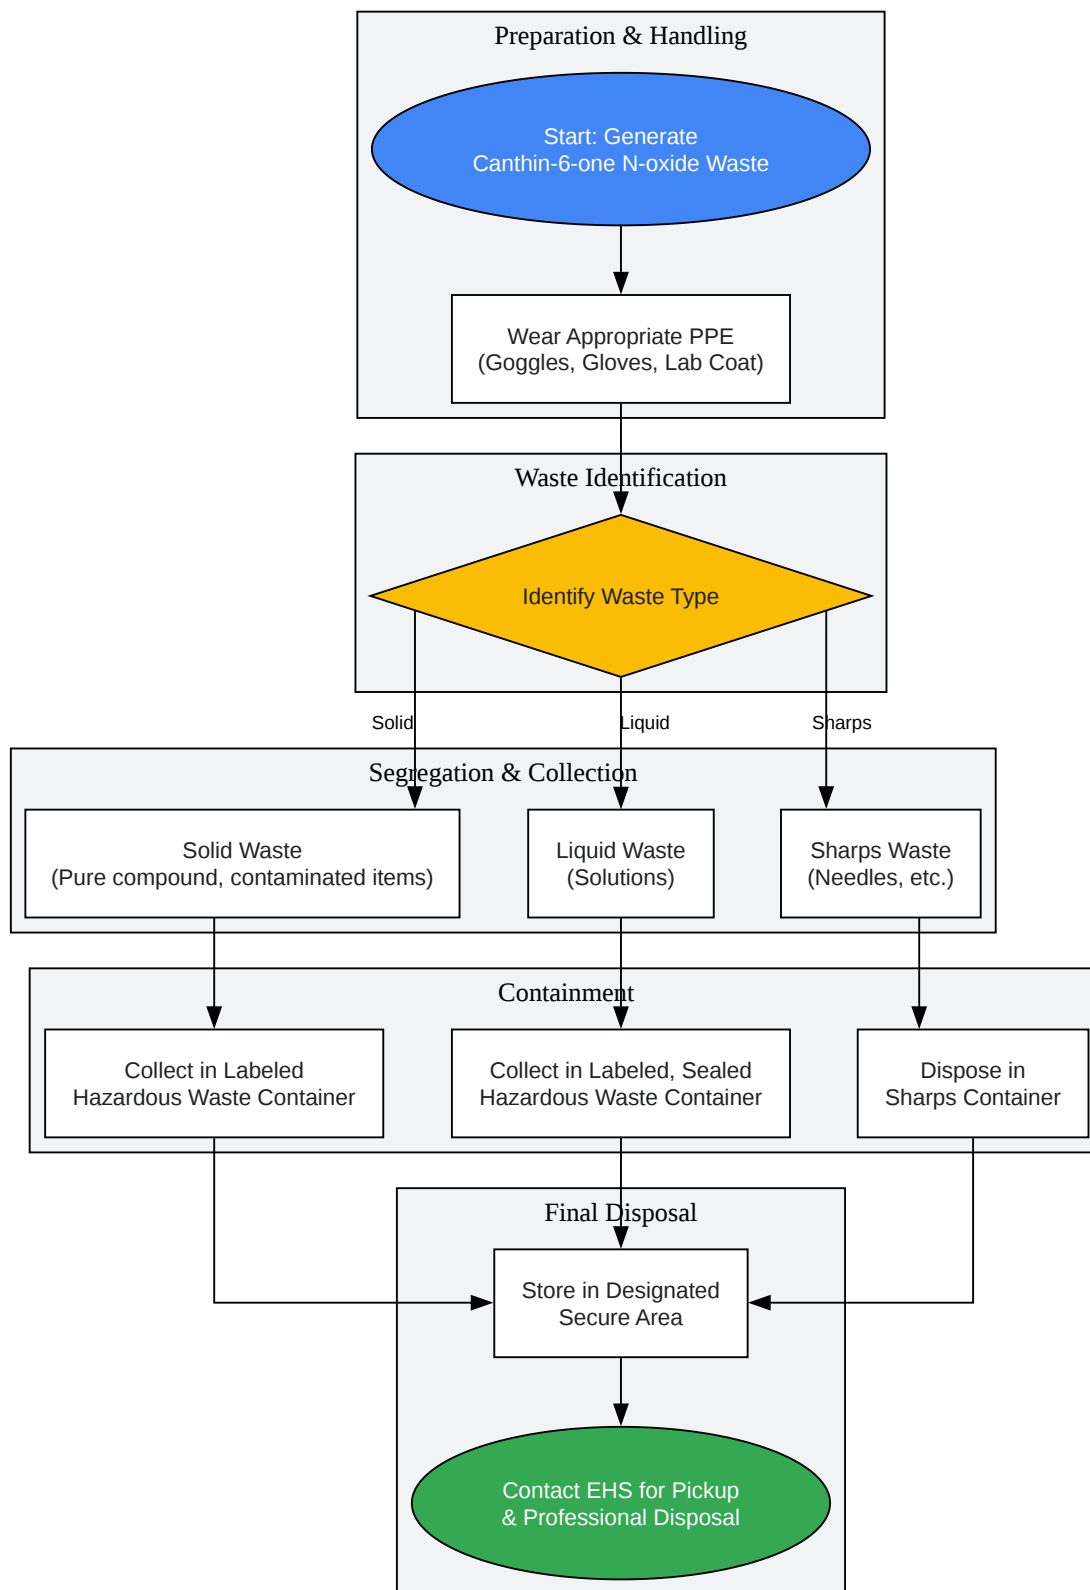 Preparation & Handling
Start: Generate
Canthin-6-one N-oxide Waste
Wear Appropriate PPE
(Goggles, Gloves, Lab Coat)
Waste Identification
Identify Waste Type
Solid
Liquid
Sharps
Segregation & Collection
Solid Waste
(Pure compound, contaminated items)
Liquid Waste
(Solutions)
Sharps Waste
(Needles, etc.)
Containment
Collect in Labeled
Hazardous Waste Container
Collect in Labeled, Sealed
Hazardous Waste Container
Dispose in
Sharps Container
Final Disposal
Store in Designated
Secure Area
Contact EHS for Pickup
& Professional Disposal